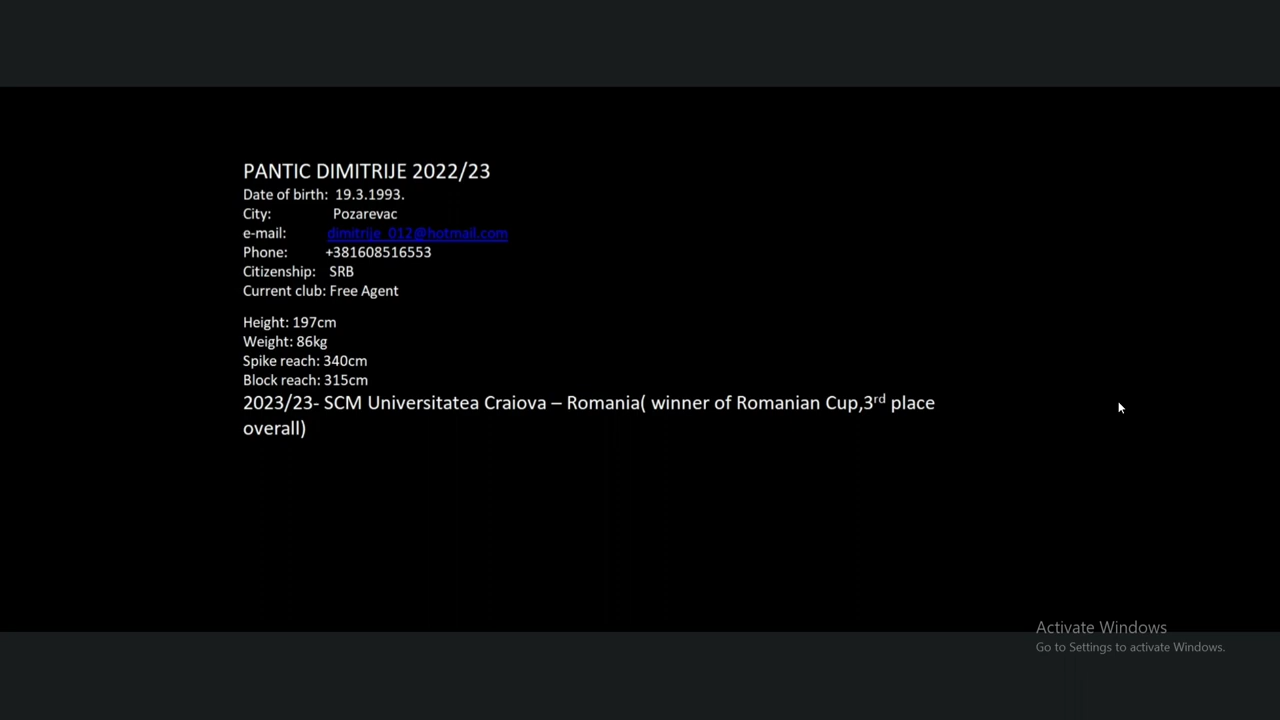 PANTIC DIMITRIJE 2022/23
Date of birth: 19.3.1993.
City: Pozarevac
e-mail: dimitrije_012@hotmail.com
Phone: +381608516553
Citizenship: SRB
Current club: Free Agent
Height: 197cm
Weight: 86kg
Spike reach: 340cm
Block reach: 315cm
2023/23- SCM Universitatea Craiova – Romania( winner of Romanian Cup,3rd place
overall)
Activate Windows
Go to Settings to activate Windows.